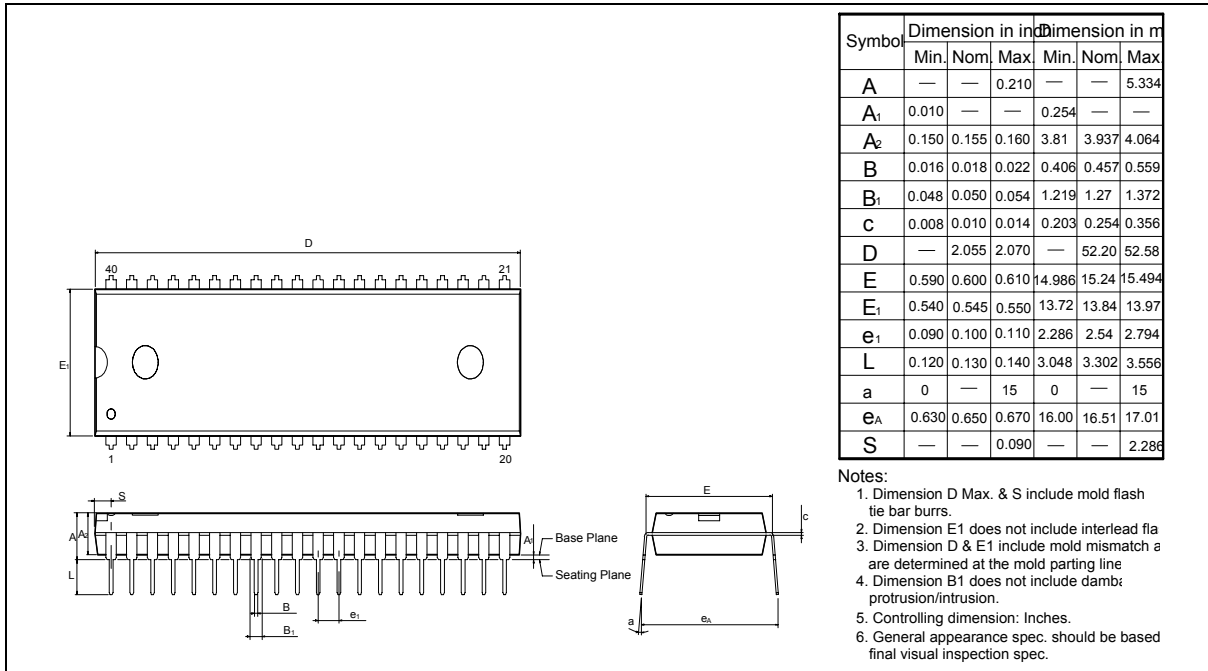 D
40 21
E1
1 20
S
A A2 A1 Base Plane
L Seating Plane
B e1
B1
E
c
a eA
Symbol Dimension in inch Dimension in m
Min. Nom. Max. Min. Nom. Max.
A — — 0.210 — — 5.334
A1 0.010 — — 0.254 — —
A2 0.150 0.155 0.160 3.81 3.937 4.064
B 0.016 0.018 0.022 0.406 0.457 0.559
B1 0.048 0.050 0.054 1.219 1.27 1.372
c 0.008 0.010 0.014 0.203 0.254 0.356
D — 2.055 2.070 — 52.20 52.58
E 0.590 0.600 0.610 14.986 15.24 15.494
E1 0.540 0.545 0.550 13.72 13.84 13.97
e1 0.090 0.100 0.110 2.286 2.54 2.794
L 0.120 0.130 0.140 3.048 3.302 3.556
a 0 — 15 0 — 15
eA 0.630 0.650 0.670 16.00 16.51 17.01
S — — 0.090 — — 2.286
Notes:
1. Dimension D Max. & S include mold flash
tie bar burrs.
2. Dimension E1 does not include interlead fla
3. Dimension D & E1 include mold mismatch a
are determined at the mold parting line
4. Dimension B1 does not include damba
protrusion/intrusion.
5. Controlling dimension: Inches.
6. General appearance spec. should be based
final visual inspection spec.